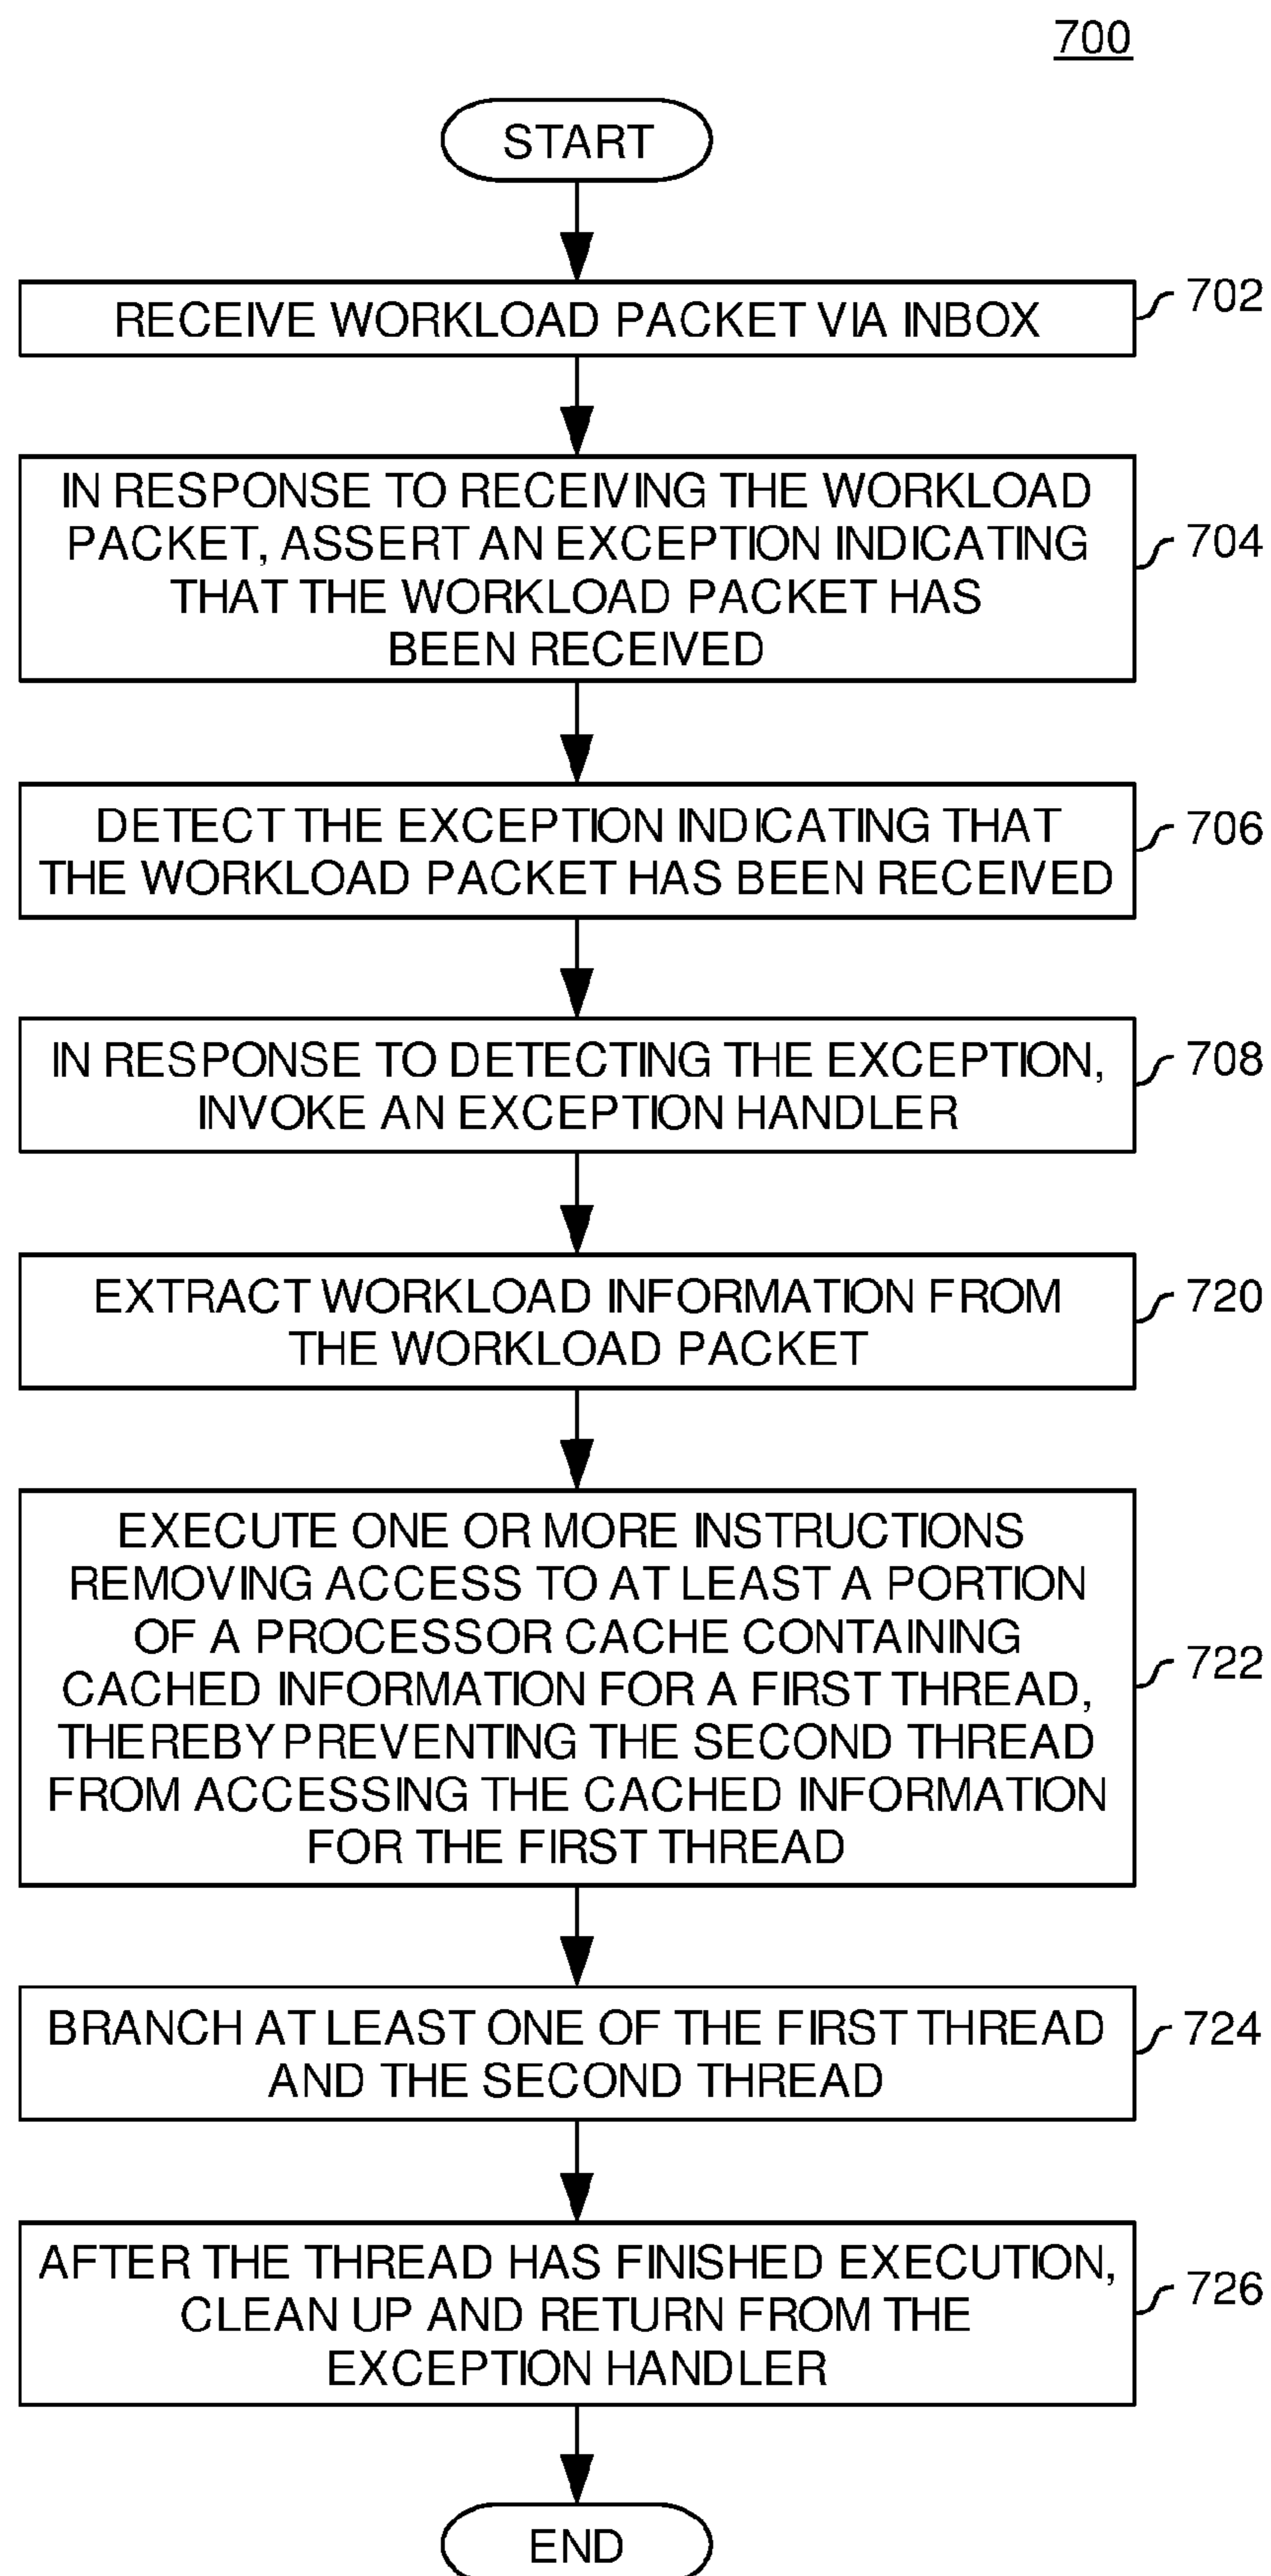 700
START
RECEIVE WORKLOAD PACKET VIA INBOX
702
IN RESPONSE TO RECEIVING THE WORKLOAD
PACKET, ASSERT AN EXCEPTION INDICATING
THAT THE WORKLOAD PACKET HAS
BEEN RECEIVED
704
DETECT THE EXCEPTION INDICATING THAT
THE WORKLOAD PACKET HAS BEEN RECEIVED
706
IN RESPONSE TO DETECTING THE EXCEPTION,
INVOKE AN EXCEPTION HANDLER
708
EXTRACT WORKLOAD INFORMATION FROM
THE WORKLOAD PACKET
720
EXECUTE ONE OR MORE INSTRUCTIONS
REMOVING ACCESS TO AT LEAST A PORTION
OF A PROCESSOR CACHE CONTAINING
CACHED INFORMATION FOR A FIRST THREAD,
THEREBY PREVENTING THE SECOND THREAD
FROM ACCESSING THE CACHED INFORMATION
FOR THE FIRST THREAD
722
BRANCH AT LEAST ONE OF THE FIRST THREAD
AND THE SECOND THREAD
724
AFTER THE THREAD HAS FINISHED EXECUTION,
CLEAN UP AND RETURN FROM THE
EXCEPTION HANDLER
726
END